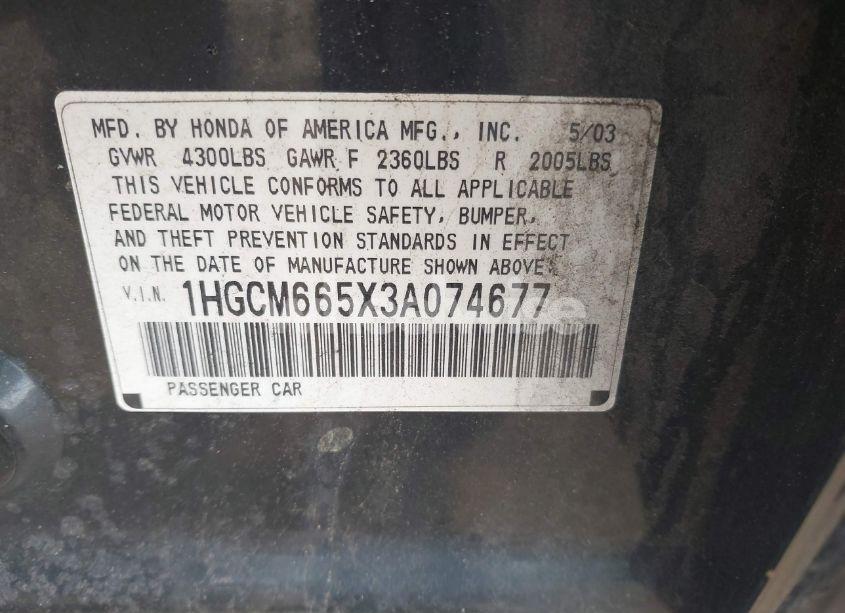 MFD. BY HONDA OF AMERICA MFG., INC. 5/03
GVWR 4300LBS GAWR F 2360LBS R 2005LBS
THIS VEHICLE CONFORMS TO ALL APPLICABLE
FEDERAL MOTOR VEHICLE SAFETY, BUMPER,
AND THEFT PREVENTION STANDARDS IN EFFECT
ON THE DATE OF MANUFACTURE SHOWN ABOVE.
V.I.N. 1HGCM665X3A074677
PASSENGER CAR